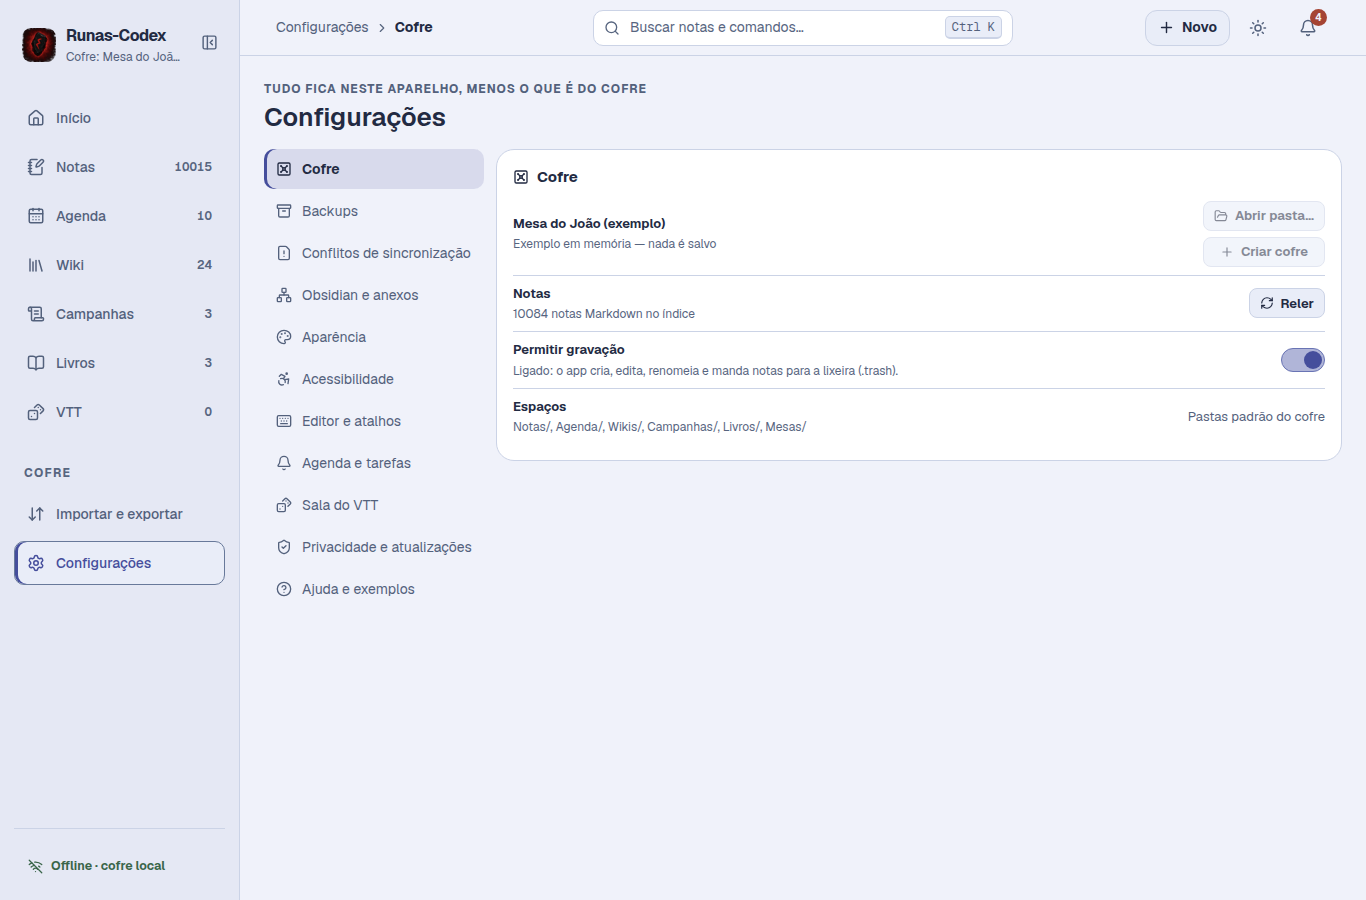 Runas-Codex
Cofre: Mesa do Joã…
Início
Notas 10015
Agenda 10
Wiki 24
Campanhas 3
Livros 3
VTT 0
COFRE
Importar e exportar
Configurações
Offline · cofre local
Configurações > Cofre
Buscar notas e comandos… Ctrl K
+ Novo
4
TUDO FICA NESTE APARELHO, MENOS O QUE É DO COFRE
Configurações
Cofre
Backups
Conflitos de sincronização
Obsidian e anexos
Aparência
Acessibilidade
Editor e atalhos
Agenda e tarefas
Sala do VTT
Privacidade e atualizações
Ajuda e exemplos
Cofre
Mesa do João (exemplo)
Exemplo em memória — nada é salvo
Abrir pasta…
+ Criar cofre
Notas
10084 notas Markdown no índice
Reler
Permitir gravação
Ligado: o app cria, edita, renomeia e manda notas para a lixeira (.trash).
Espaços
Notas/, Agenda/, Wikis/, Campanhas/, Livros/, Mesas/
Pastas padrão do cofre